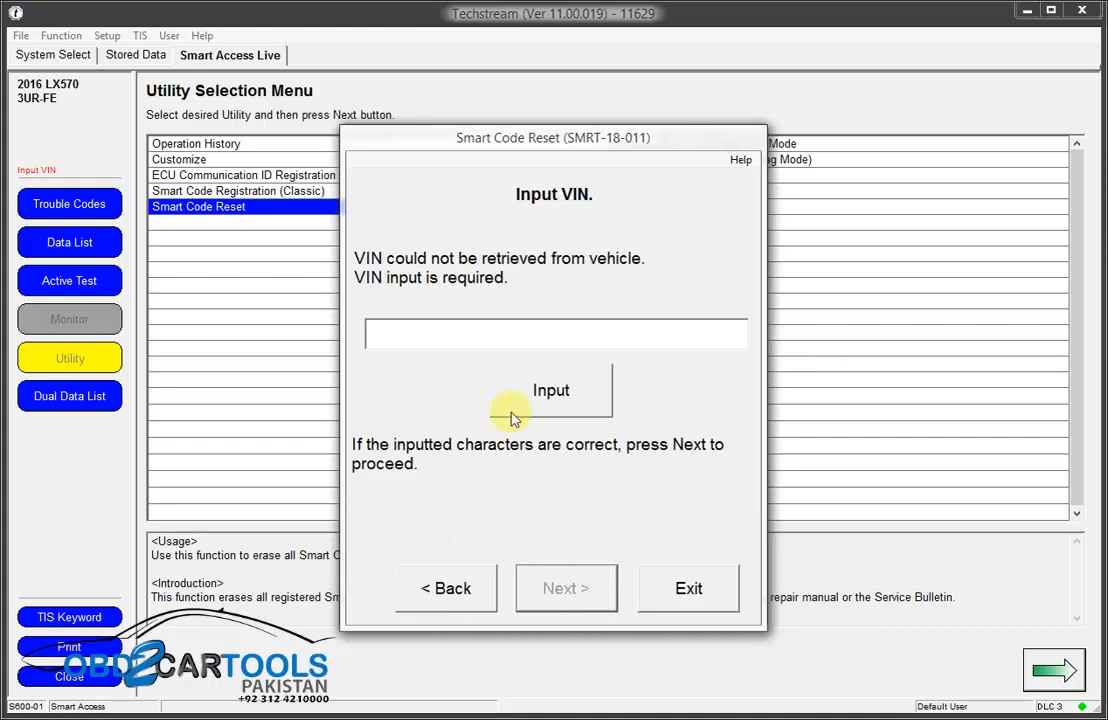 Techstream (Ver 11.00.019) - 11629
File Function Setup TIS User Help
System Select Stored Data Smart Access Live
2016 LX570
3UR-FE
Input VIN
Trouble Codes
Data List
Active Test
Monitor
Utility
Dual Data List
TIS Keyword
Print
Close
Utility Selection Menu
Select desired Utility and then press Next button.
Operation History
Customize
ECU Communication ID Registration
Smart Code Registration (Classic)
Smart Code Reset
Mode
g Mode)
Smart Code Reset (SMRT-18-011)
Help
Input VIN.
VIN could not be retrieved from vehicle.
VIN input is required.
Input
If the inputted characters are correct, press Next to
proceed.
< Back Next > Exit
<Usage>
Use this function to erase all Smart C
<Introduction>
This function erases all registered Sm repair manual or the Service Bulletin.
OBD2CARTOOLS
PAKISTAN
+92 312 4210000
S600-01 Smart Access Default User DLC 3